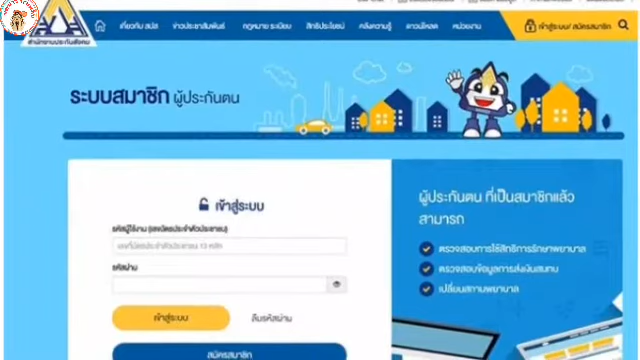 สำนักงานประกันสังคม
เกี่ยวกับ สปส. ข่าวประชาสัมพันธ์ กฎหมาย ระเบียบ สิทธิประโยชน์ คลังความรู้ ดาวน์โหลด หน่วยงาน เข้าสู่ระบบ/ สมัครสมาชิก
ระบบสมาชิก ผู้ประกันตน
เข้าสู่ระบบ
รหัสผู้ใช้งาน (เลขบัตรประจำตัวประชาชน)
เลขที่บัตรประจำตัวประชาชน 13 หลัก
รหัสผ่าน
เข้าสู่ระบบ ลืมรหัสผ่าน
สมัครสมาชิก
ผู้ประกันตน ที่เป็นสมาชิกแล้ว
สามารถ
ตรวจสอบการใช้สิทธิการรักษาพยาบาล
ตรวจสอบข้อมูลการส่งเงินสมทบ
เปลี่ยนสถานพยาบาล